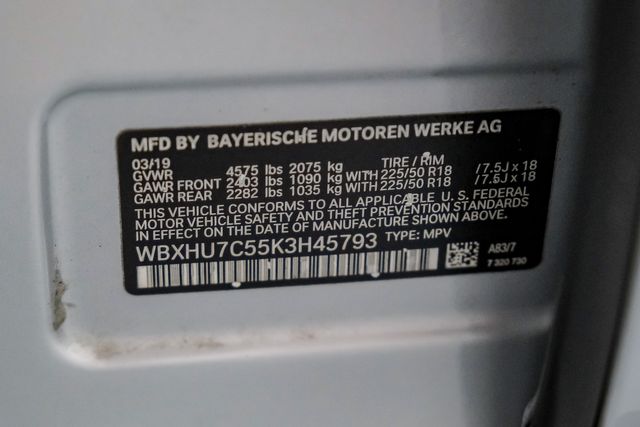 MFD BY BAYERISCHE MOTOREN WERKE AG
03/19 TIRE / RIM
GVWR 4575 lbs 2075 kg
GAWR FRONT 2403 lbs 1090 kg WITH 225/50 R18 /7.5J x 18
GAWR REAR 2282 lbs 1035 kg WITH 225/50 R18 /7.5J x 18
THIS VEHICLE CONFORMS TO ALL APPLICABLE U. S. FEDERAL
MOTOR VEHICLE SAFETY AND THEFT PREVENTION STANDARDS
IN EFFECT ON THE DATE OF MANUFACTURE SHOWN ABOVE.
WBXHU7C55K3H45793 TYPE: MPV
A83/7
7 320 730